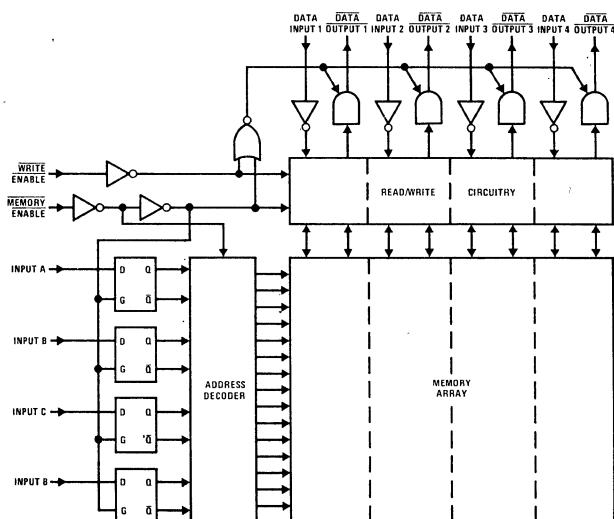 DATA INPUT 1
DATA OUTPUT 1
DATA INPUT 2
DATA OUTPUT 2
DATA INPUT 3
DATA OUTPUT 3
DATA INPUT 4
DATA OUTPUT 4
WRITE ENABLE
READ/WRITE CIRCUITRY
MEMORY ENABLE
INPUT A
D Q
G Q̅
INPUT B
D Q
G Q̅
ADDRESS DECODER
MEMORY ARRAY
INPUT C
D Q
G Q̅
INPUT B
D Q
G Q̅